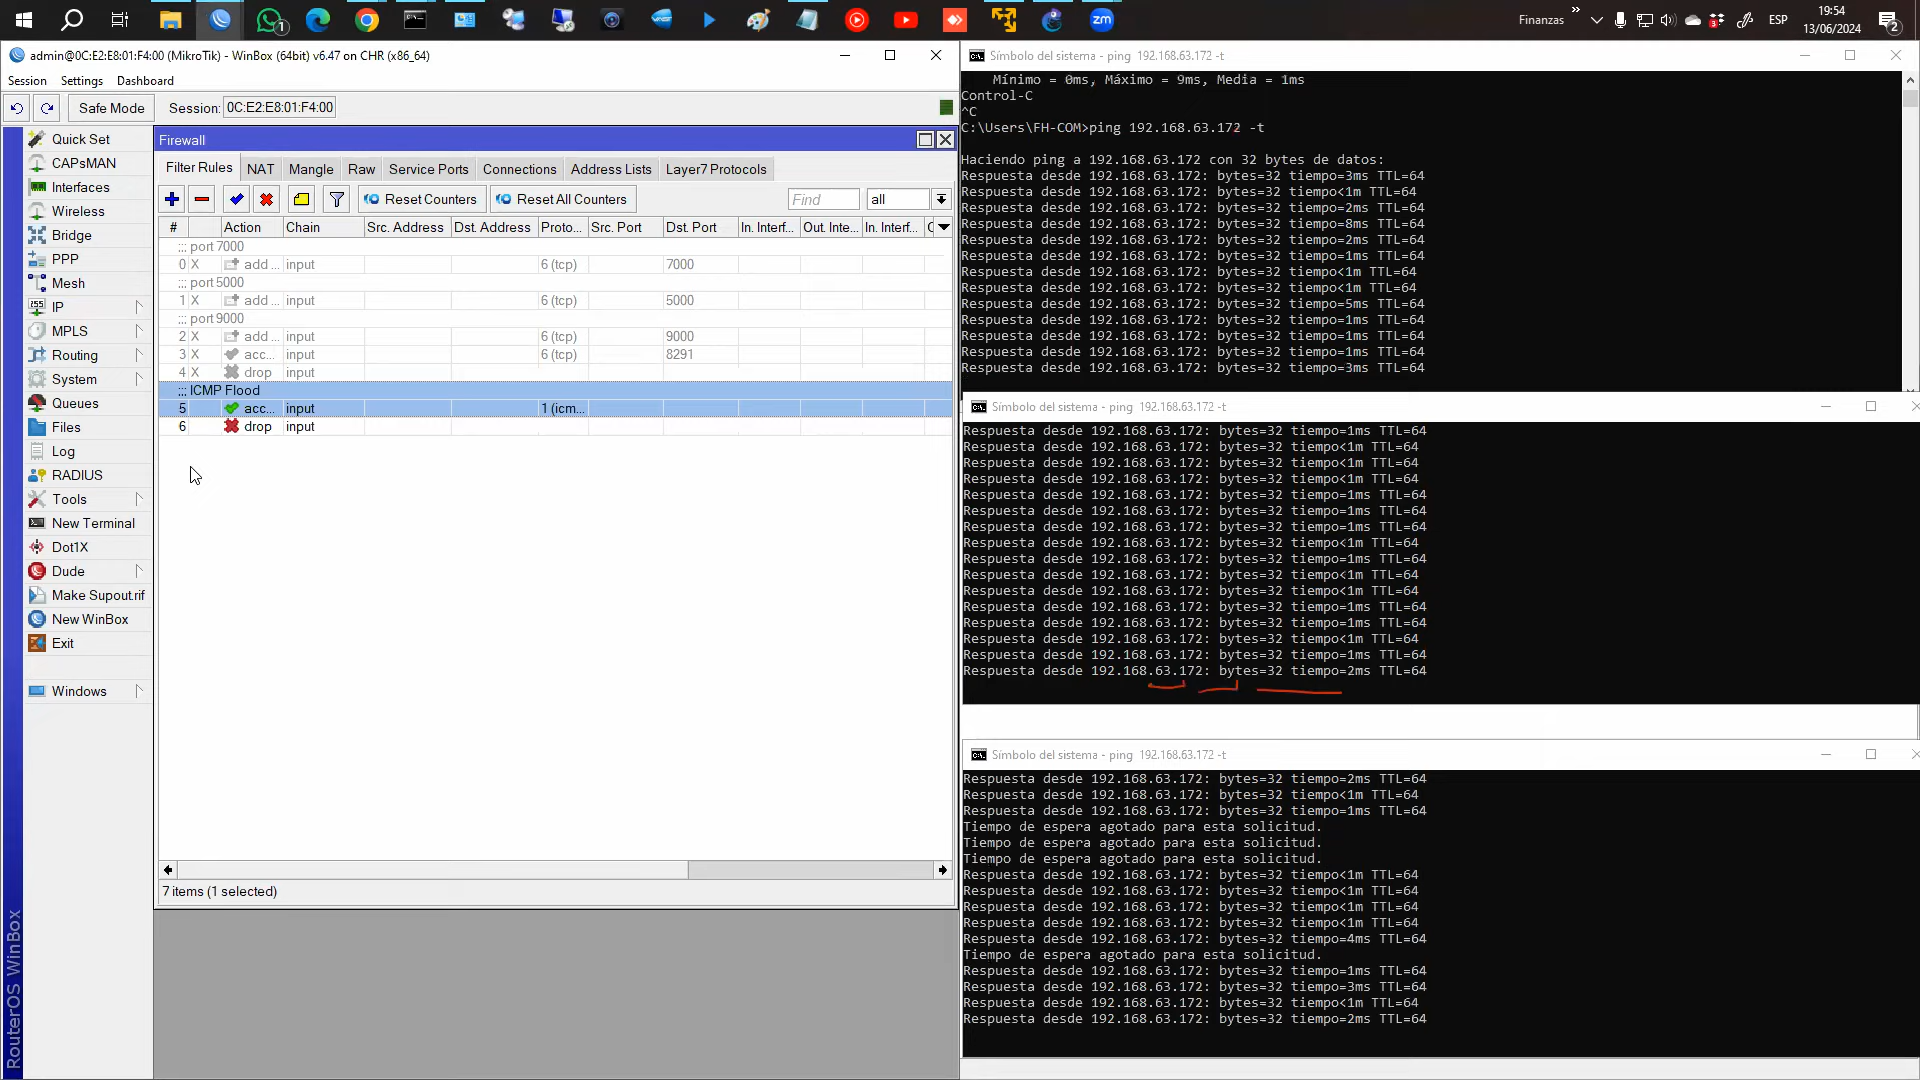 Finanzas
ESP
19:54
13/06/2024
admin@0C:E2:E8:01:F4:00 (MikroTik) - WinBox (64bit) v6.47 on CHR (x86_64)
Session Settings Dashboard
Safe Mode Session: 0C:E2:E8:01:F4:00
Quick Set
CAPsMAN
Interfaces
Wireless
Bridge
PPP
Mesh
IP
MPLS
Routing
System
Queues
Files
Log
RADIUS
Tools
New Terminal
Dot1X
Dude
Make Supout.rif
New WinBox
Exit
Windows
RouterOS WinBox
Firewall
Filter Rules NAT Mangle Raw Service Ports Connections Address Lists Layer7 Protocols
Reset Counters Reset All Counters Find all
# Action Chain Src. Address Dst. Address Proto... Src. Port Dst. Port In. Interf... Out. Inte... In. Interf...
;;; port 7000
0 X add ... input 6 (tcp) 7000
;;; port 5000
1 X add ... input 6 (tcp) 5000
;;; port 9000
2 X add ... input 6 (tcp) 9000
3 X acc... input 6 (tcp) 8291
4 X drop input
;;; ICMP Flood
5 acc... input 1 (icm...
6 drop input
7 items (1 selected)
Símbolo del sistema - ping 192.168.63.172 -t
Mínimo = 0ms, Máximo = 9ms, Media = 1ms
Control-C
^C
C:\Users\FH-COM>ping 192.168.63.172 -t
Haciendo ping a 192.168.63.172 con 32 bytes de datos:
Respuesta desde 192.168.63.172: bytes=32 tiempo=3ms TTL=64
Respuesta desde 192.168.63.172: bytes=32 tiempo<1m TTL=64
Respuesta desde 192.168.63.172: bytes=32 tiempo=2ms TTL=64
Respuesta desde 192.168.63.172: bytes=32 tiempo=8ms TTL=64
Respuesta desde 192.168.63.172: bytes=32 tiempo=2ms TTL=64
Respuesta desde 192.168.63.172: bytes=32 tiempo=1ms TTL=64
Respuesta desde 192.168.63.172: bytes=32 tiempo<1m TTL=64
Respuesta desde 192.168.63.172: bytes=32 tiempo<1m TTL=64
Respuesta desde 192.168.63.172: bytes=32 tiempo=5ms TTL=64
Respuesta desde 192.168.63.172: bytes=32 tiempo=1ms TTL=64
Respuesta desde 192.168.63.172: bytes=32 tiempo=1ms TTL=64
Respuesta desde 192.168.63.172: bytes=32 tiempo=1ms TTL=64
Respuesta desde 192.168.63.172: bytes=32 tiempo=3ms TTL=64
Símbolo del sistema - ping 192.168.63.172 -t
Respuesta desde 192.168.63.172: bytes=32 tiempo=1ms TTL=64
Respuesta desde 192.168.63.172: bytes=32 tiempo<1m TTL=64
Respuesta desde 192.168.63.172: bytes=32 tiempo<1m TTL=64
Respuesta desde 192.168.63.172: bytes=32 tiempo<1m TTL=64
Respuesta desde 192.168.63.172: bytes=32 tiempo=1ms TTL=64
Respuesta desde 192.168.63.172: bytes=32 tiempo=1ms TTL=64
Respuesta desde 192.168.63.172: bytes=32 tiempo=1ms TTL=64
Respuesta desde 192.168.63.172: bytes=32 tiempo<1m TTL=64
Respuesta desde 192.168.63.172: bytes=32 tiempo=1ms TTL=64
Respuesta desde 192.168.63.172: bytes=32 tiempo<1m TTL=64
Respuesta desde 192.168.63.172: bytes=32 tiempo<1m TTL=64
Respuesta desde 192.168.63.172: bytes=32 tiempo=1ms TTL=64
Respuesta desde 192.168.63.172: bytes=32 tiempo=1ms TTL=64
Respuesta desde 192.168.63.172: bytes=32 tiempo<1m TTL=64
Respuesta desde 192.168.63.172: bytes=32 tiempo=1ms TTL=64
Respuesta desde 192.168.63.172: bytes=32 tiempo=2ms TTL=64
Símbolo del sistema - ping 192.168.63.172 -t
Respuesta desde 192.168.63.172: bytes=32 tiempo=2ms TTL=64
Respuesta desde 192.168.63.172: bytes=32 tiempo<1m TTL=64
Respuesta desde 192.168.63.172: bytes=32 tiempo=1ms TTL=64
Tiempo de espera agotado para esta solicitud.
Tiempo de espera agotado para esta solicitud.
Tiempo de espera agotado para esta solicitud.
Respuesta desde 192.168.63.172: bytes=32 tiempo<1m TTL=64
Respuesta desde 192.168.63.172: bytes=32 tiempo<1m TTL=64
Respuesta desde 192.168.63.172: bytes=32 tiempo<1m TTL=64
Respuesta desde 192.168.63.172: bytes=32 tiempo<1m TTL=64
Respuesta desde 192.168.63.172: bytes=32 tiempo=4ms TTL=64
Tiempo de espera agotado para esta solicitud.
Respuesta desde 192.168.63.172: bytes=32 tiempo=1ms TTL=64
Respuesta desde 192.168.63.172: bytes=32 tiempo=3ms TTL=64
Respuesta desde 192.168.63.172: bytes=32 tiempo<1m TTL=64
Respuesta desde 192.168.63.172: bytes=32 tiempo=2ms TTL=64